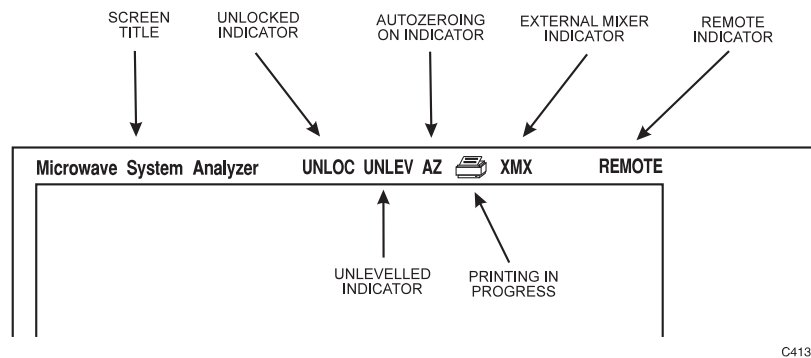 SCREEN TITLE
UNLOCKED INDICATOR
AUTOZEROING ON INDICATOR
EXTERNAL MIXER INDICATOR
REMOTE INDICATOR
Microwave System Analyzer UNLOC UNLEV AZ XMX REMOTE
UNLEVELLED INDICATOR
PRINTING IN PROGRESS
C413